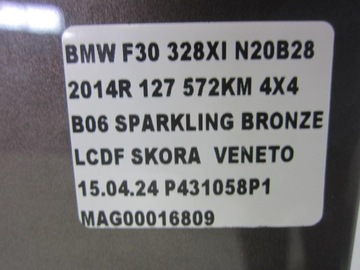 BMW F30 328XI N20B28
2014R 127 572KM 4X4
B06 SPARKLING BRONZE
LCDF SKORA VENETO
15.04.24 P431058P1
MAG00016809